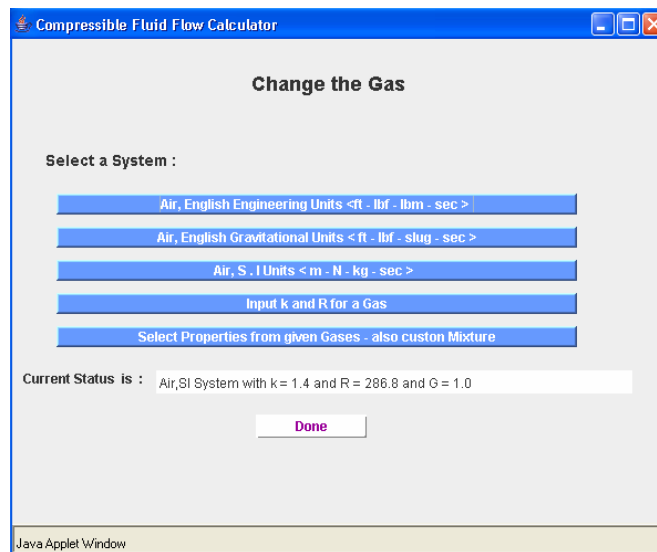 Compressible Fluid Flow Calculator
Change the Gas
Select a System :
Air, English Engineering Units <ft - lbf - lbm - sec >
Air, English Gravitational Units < ft - lbf - slug - sec >
Air, S . I Units < m - N - kg - sec >
Input k and R for a Gas
Select Properties from given Gases - also custon Mixture
Current Status is : Air,SI System with k = 1.4 and R = 286.8 and G = 1.0
Done
Java Applet Window